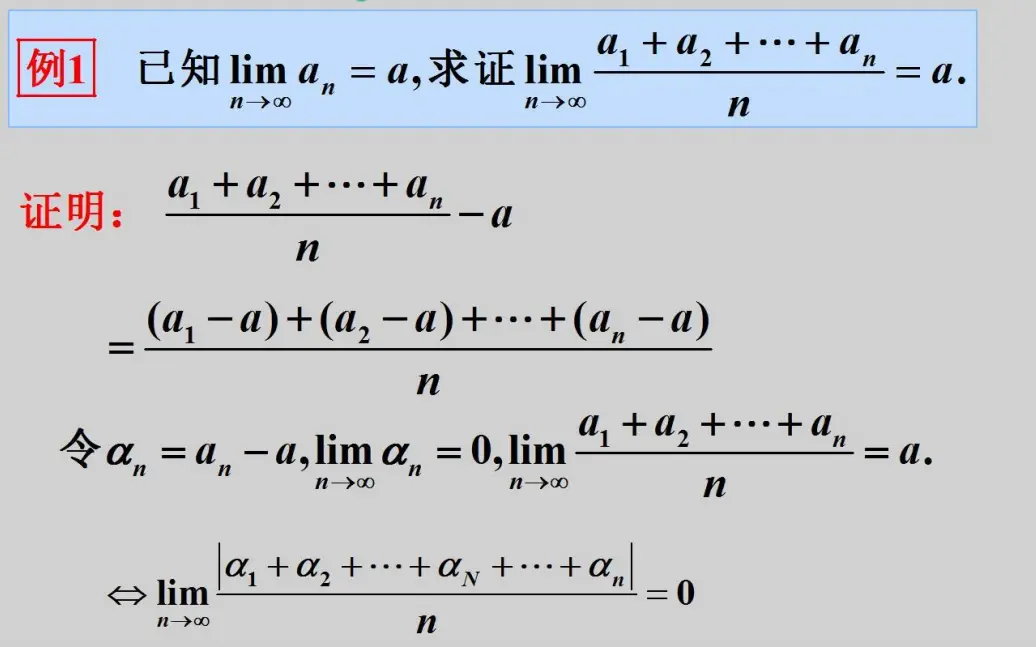 例1 已知 lim_{n→∞} a_n = a, 求证 lim_{n→∞} (a_1 + a_2 + ⋯ + a_n)/n = a.
证明： (a_1 + a_2 + ⋯ + a_n)/n − a
= ((a_1 − a) + (a_2 − a) + ⋯ + (a_n − a))/n
令 α_n = a_n − a, lim_{n→∞} α_n = 0, lim_{n→∞} (a_1 + a_2 + ⋯ + a_n)/n = a.
⇔ lim_{n→∞} |α_1 + α_2 + ⋯ + α_N + ⋯ + α_n|/n = 0